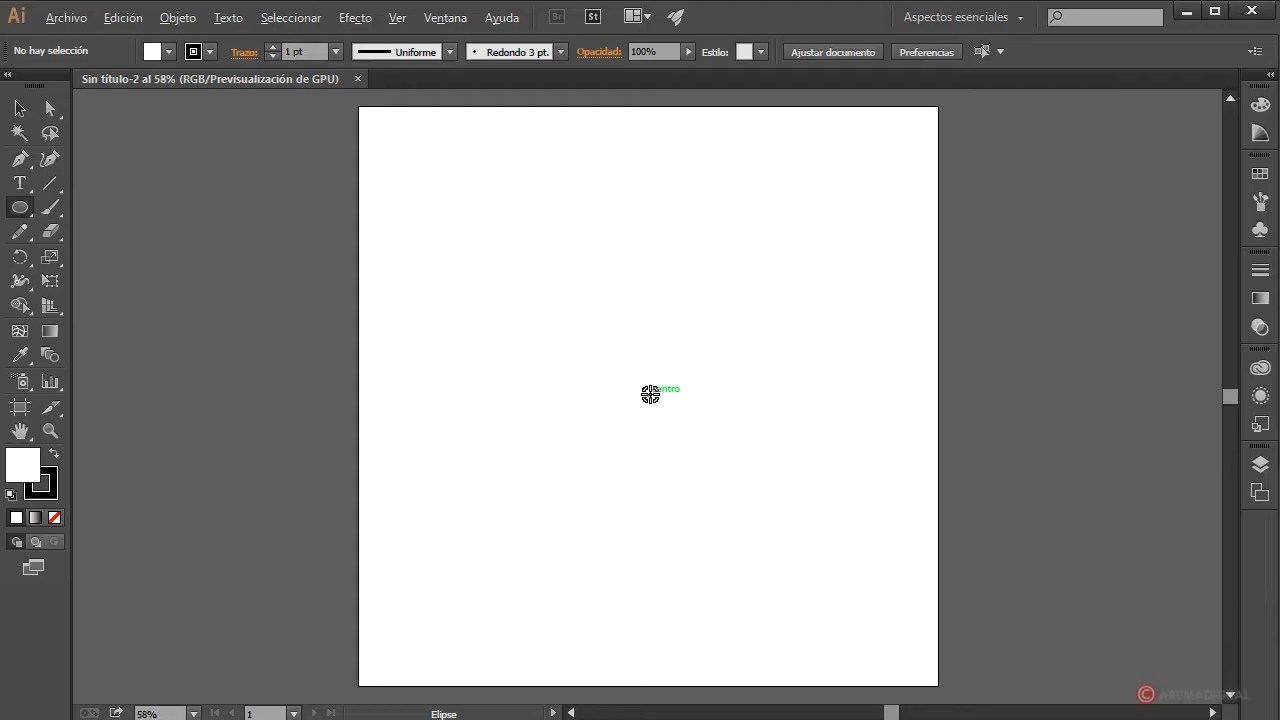 Ai Archivo Edición Objeto Texto Seleccionar Efecto Ver Ventana Ayuda Br St Aspectos esenciales
No hay selección Trazo: 1 pt Uniforme Redondo 3 pt. Opacidad: 100% Estilo: Ajustar documento Preferencias
Sin título-2 al 58% (RGB/Previsualización de GPU)
entro
© ARUMADIGITAL
58% 1 Elipse